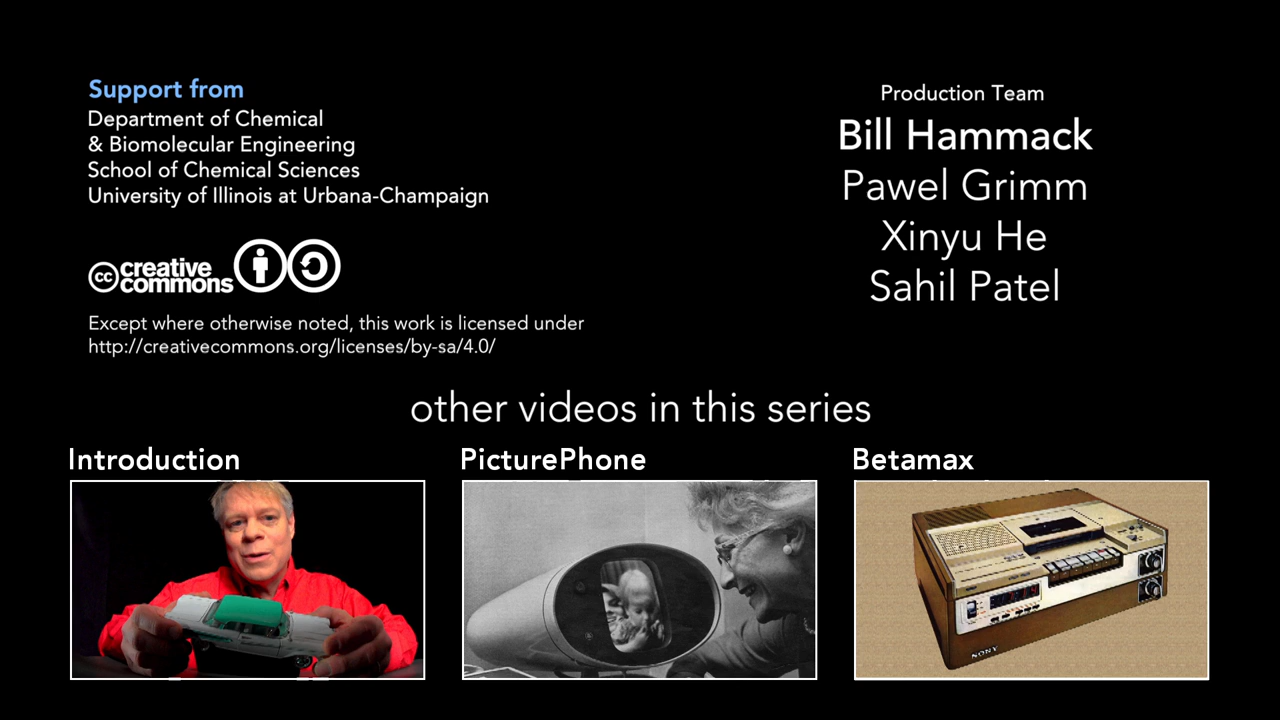 Support from
Department of Chemical
& Biomolecular Engineering
School of Chemical Sciences
University of Illinois at Urbana-Champaign
cc creative
commons
Except where otherwise noted, this work is licensed under
http://creativecommons.org/licenses/by-sa/4.0/
Production Team
Bill Hammack
Pawel Grimm
Xinyu He
Sahil Patel
other videos in this series
Introduction
PicturePhone
Betamax
SONY